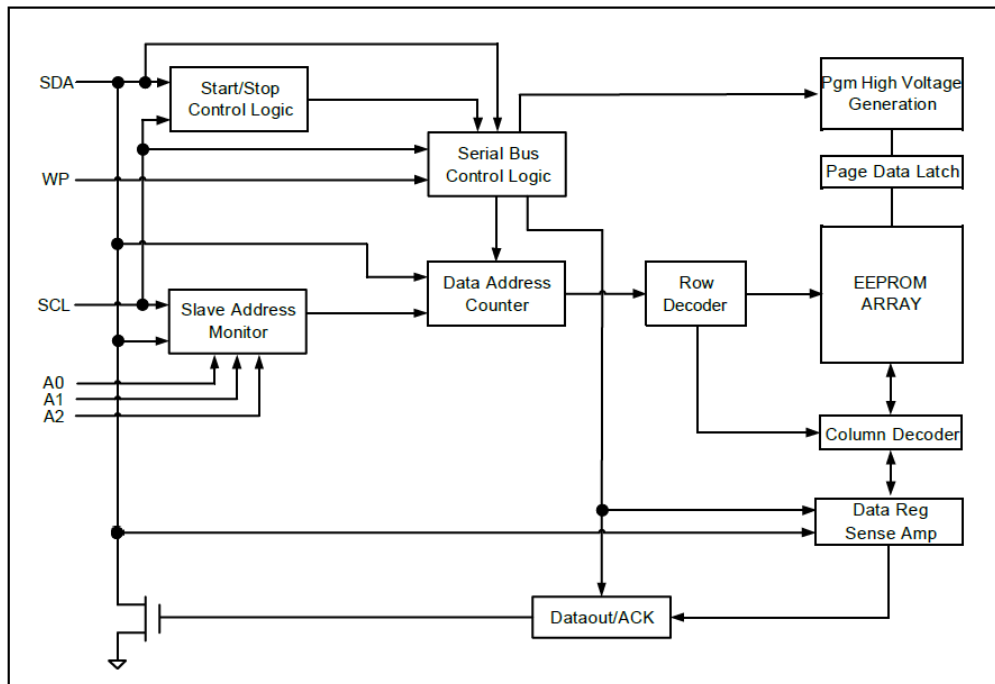 SDA
Start/Stop
Control Logic
Pgm High Voltage
Generation
WP
Serial Bus
Control Logic
Page Data Latch
SCL
Slave Address
Monitor
Data Address
Counter
Row
Decoder
EEPROM
ARRAY
A0
A1
A2
Column Decoder
Data Reg
Sense Amp
Dataout/ACK